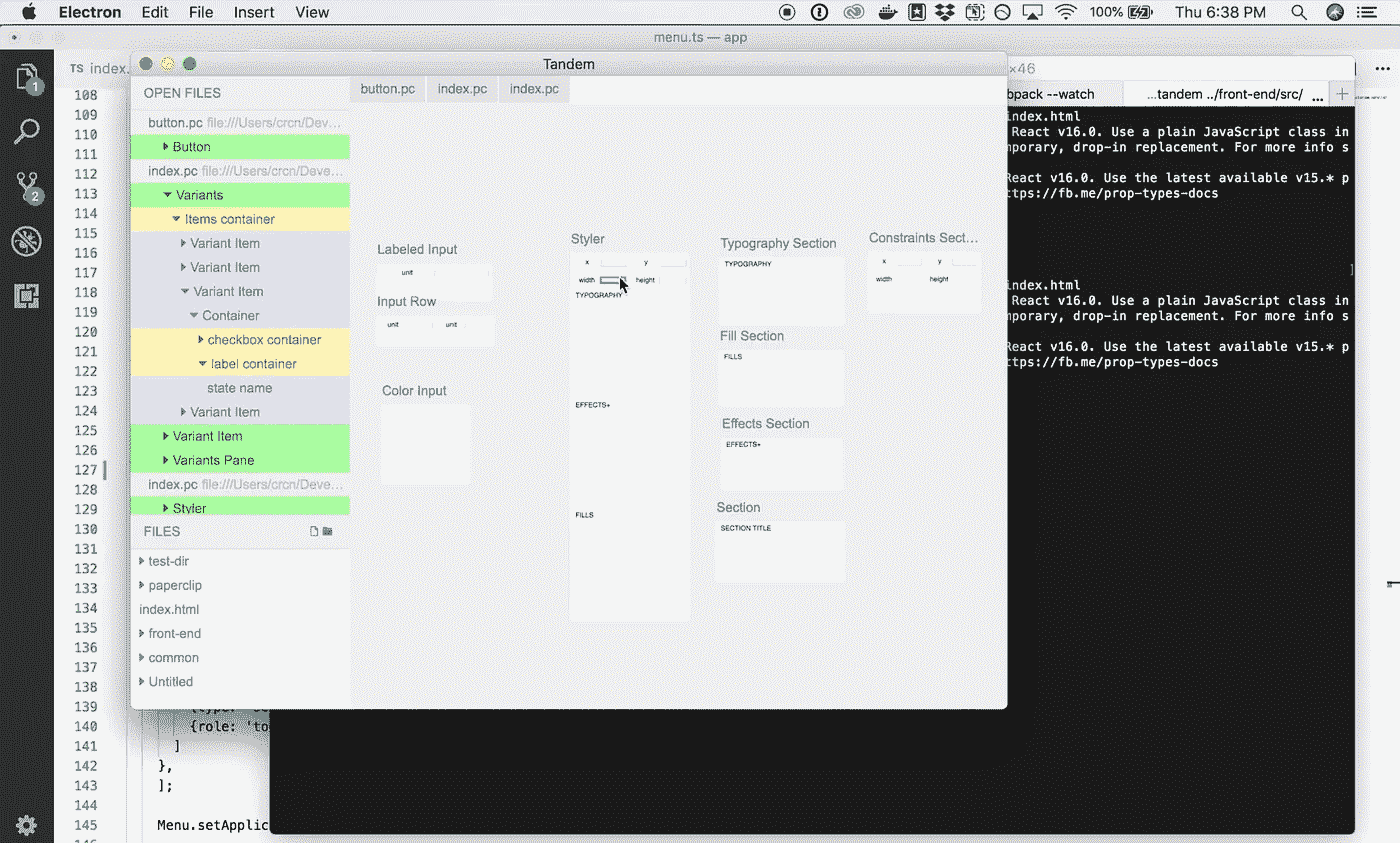 Electron Edit File Insert View 100% Thu 6:38 PM
menu.ts — app
TS index.
1
2
108
109
110
111
112
113
114
115
116
117
118
119
120
121
122
123
124
125
126
127
128
129
130
131
132
133
134
135
136
137
138
139
140 {role: 'to
141 ]
142 },
143 ];
144
145 Menu.setApplic
Tandem
OPEN FILES
button.pc file:///Users/crcn/Dev…
Button
index.pc file:///Users/crcn/Deve…
Variants
Items container
Variant Item
Variant Item
Variant Item
Container
checkbox container
label container
state name
Variant Item
Variant Item
Variants Pane
index.pc file:///Users/crcn/Deve…
Styler
FILES
test-dir
paperclip
index.html
front-end
common
Untitled
button.pc index.pc index.pc
Labeled Input
unit
Input Row
unit unit
Color Input
Styler
x y
width height
TYPOGRAPHY
EFFECTS+
FILLS
Typography Section
TYPOGRAPHY
Fill Section
FILLS
Effects Section
EFFECTS+
Section
SECTION TITLE
Constraints Sect…
x y
width height
×46
bpack --watch …tandem ../front-end/src/ ...
index.html
React v16.0. Use a plain JavaScript class in
mporary, drop-in replacement. For more info s
React v16.0. Use the latest available v15.* p
ttps://fb.me/prop-types-docs
]
index.html
React v16.0. Use a plain JavaScript class in
mporary, drop-in replacement. For more info s
React v16.0. Use the latest available v15.* p
ttps://fb.me/prop-types-docs